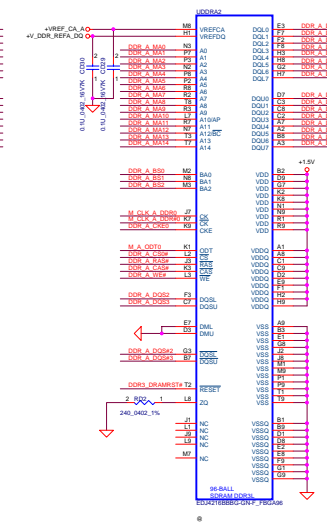 UDDRA2
+VREF_CA_A M8 VREFCA DQL0 E3 DDR_A_
+V_DDR_REFA_DQ H1 VREFDQ DQL1 F7
DQL2 F2
DDR_A_MA0 N3 A0 DQL3 F8
DDR_A_MA1 P7 A1 DQL4 H3
DDR_A_MA2 P3 A2 DQL5 H8
DDR_A_MA3 N2 A3 DQL6 G2
DDR_A_MA4 P8 A4 DQL7 H7
DDR_A_MA5 P2 A5
DDR_A_MA6 R8 A6
DDR_A_MA7 R2 A7 DQU0 D7
DDR_A_MA8 T8 A8 DQU1 C3
DDR_A_MA9 R3 A9 DQU2 C8
DDR_A_MA10 L7 A10/AP DQU3 C2
DDR_A_MA11 R7 A11 DQU4 A7
DDR_A_MA12 N7 A12/BC DQU5 A2
DDR_A_MA13 T3 A13 DQU6 B8
DDR_A_MA14 T7 A14 DQU7 A3
2 2
CD30 CD29
1 1
0.1U_0402_16V7K
0.1U_0402_16V7K
+1.5V
DDR_A_BS0 M2 BA0 VDD B2
DDR_A_BS1 N8 BA1 VDD D9
DDR_A_BS2 M3 BA2 VDD G7
VDD K2
VDD K8
VDD N1
M_CLK_A_DDR0 J7 CK VDD N9
M_CLK_A_DDR#0 K7 CK VDD R1
DDR_A_CKE0 K9 CKE VDD R9
M_A_ODT0 K1 ODT VDDQ A1
DDR_A_CS0# L2 CS VDDQ A8
DDR_A_RAS# J3 RAS VDDQ C1
DDR_A_CAS# K3 CAS VDDQ C9
DDR_A_WE# L3 WE VDDQ D2
VDDQ E9
VDDQ F1
DDR_A_DQS2 F3 DQSL VDDQ H2
DDR_A_DQS3 C7 DQSU VDDQ H9
E7 DML VSS A9
D3 DMU VSS B3
VSS E1
VSS G8
DDR_A_DQS#2 G3 DQSL VSS J2
DDR_A_DQS#3 B7 DQSU VSS J8
VSS M1
VSS M9
VSS P1
DDR3_DRAMRST# T2 RESET VSS P9
VSS T1
2 RD2 1 L8 ZQ VSS T9
240_0402_1%
J1 NC VSSQ B1
L1 NC VSSQ B9
J9 NC VSSQ D1
L9 NC VSSQ D8
VSSQ E2
M7 NC VSSQ E8
VSSQ F9
VSSQ G1
VSSQ G9
96-BALL
SDRAM DDR3L
EDJ4216BBBG-GN-F_FBGA96
@